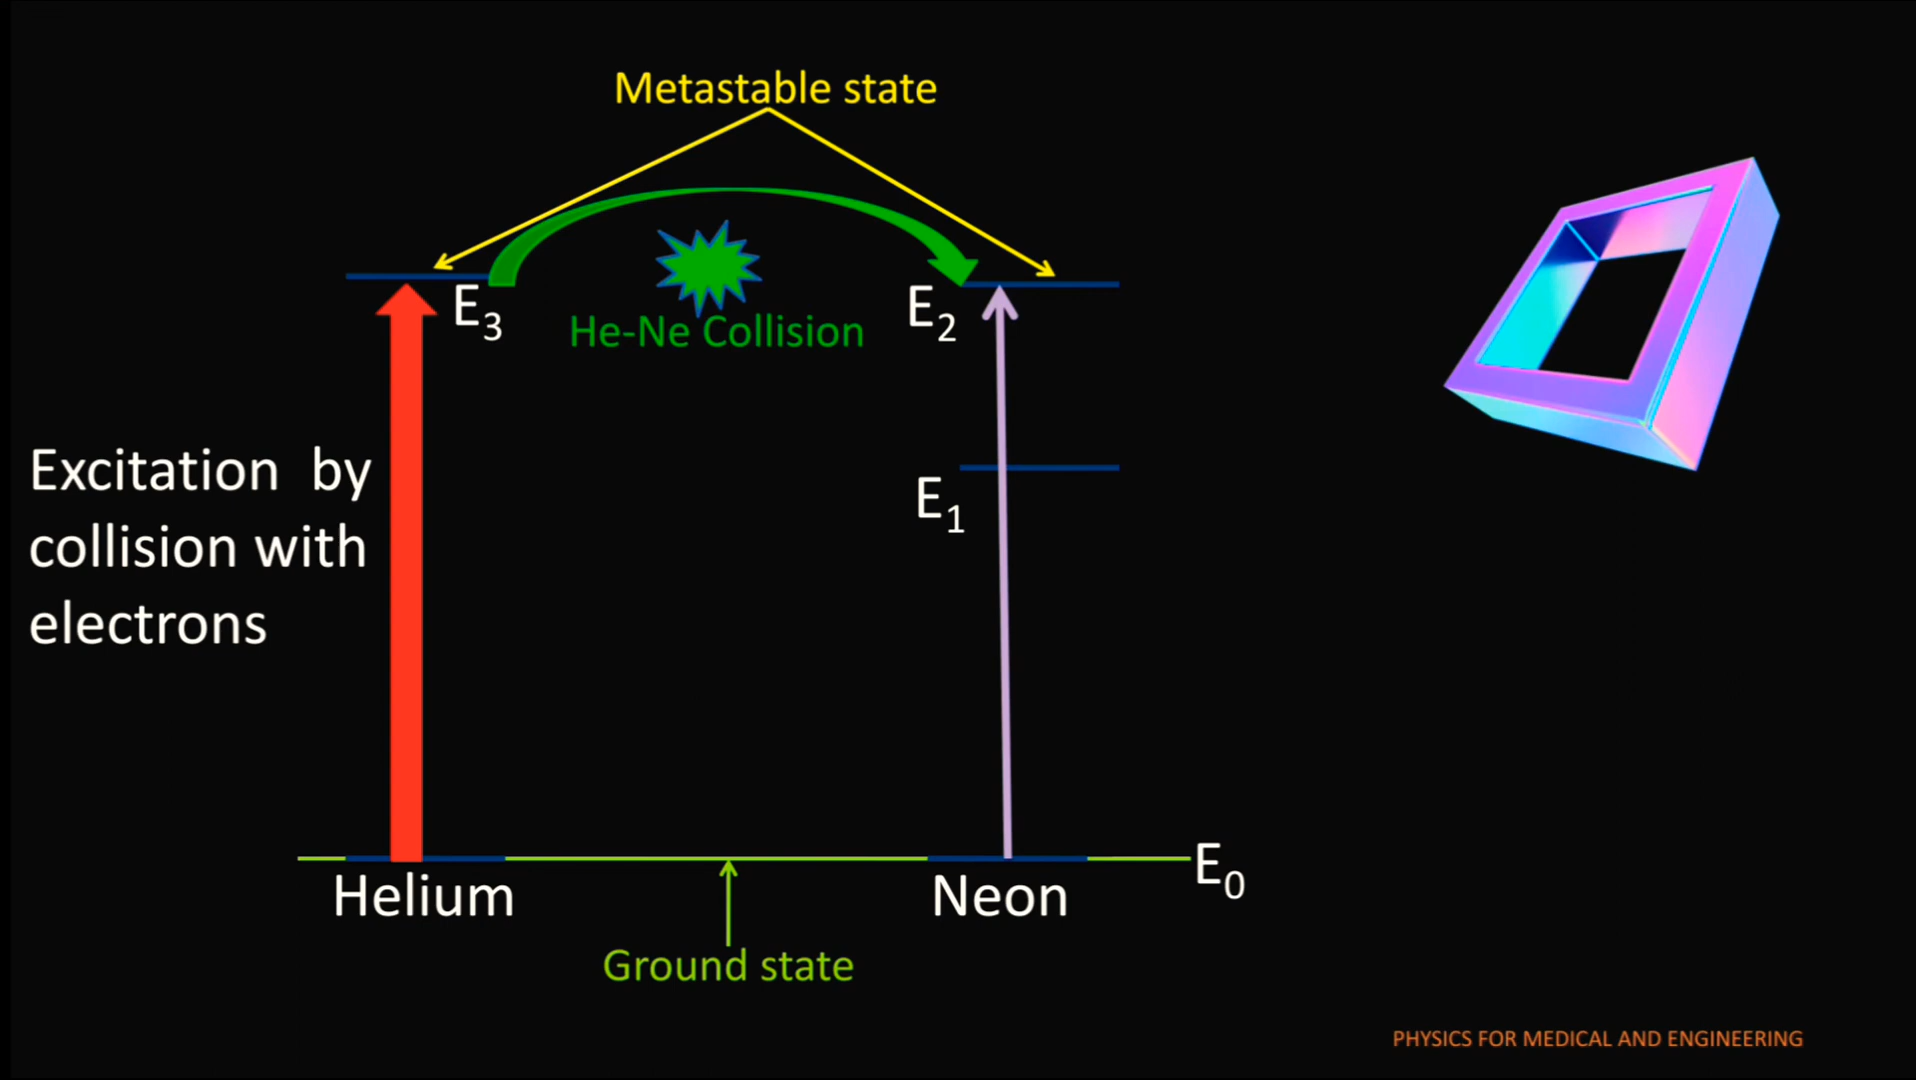 Metastable state
E₃
E₂
He-Ne Collision
Excitation by
collision with
electrons
E₁
E₀
Helium
Neon
Ground state
PHYSICS FOR MEDICAL AND ENGINEERING